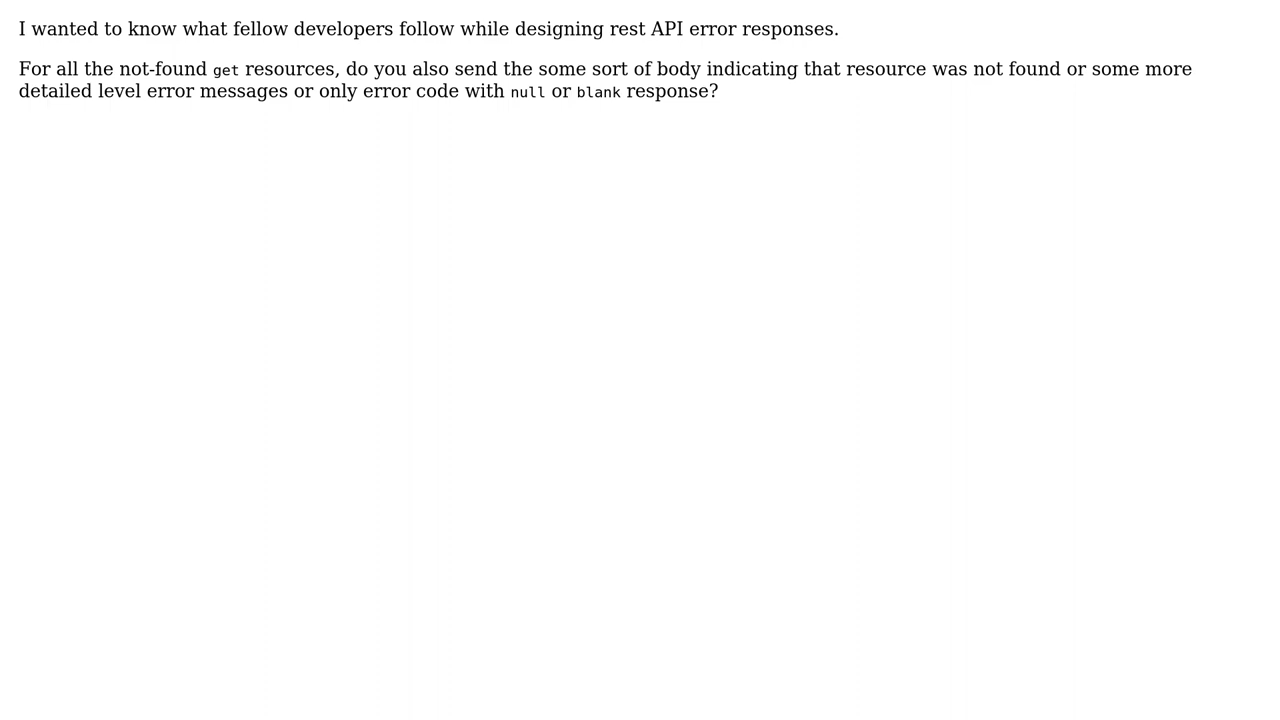 I wanted to know what fellow developers follow while designing rest API error responses.
For all the not-found get resources, do you also send the some sort of body indicating that resource was not found or some more
detailed level error messages or only error code with null or blank response?